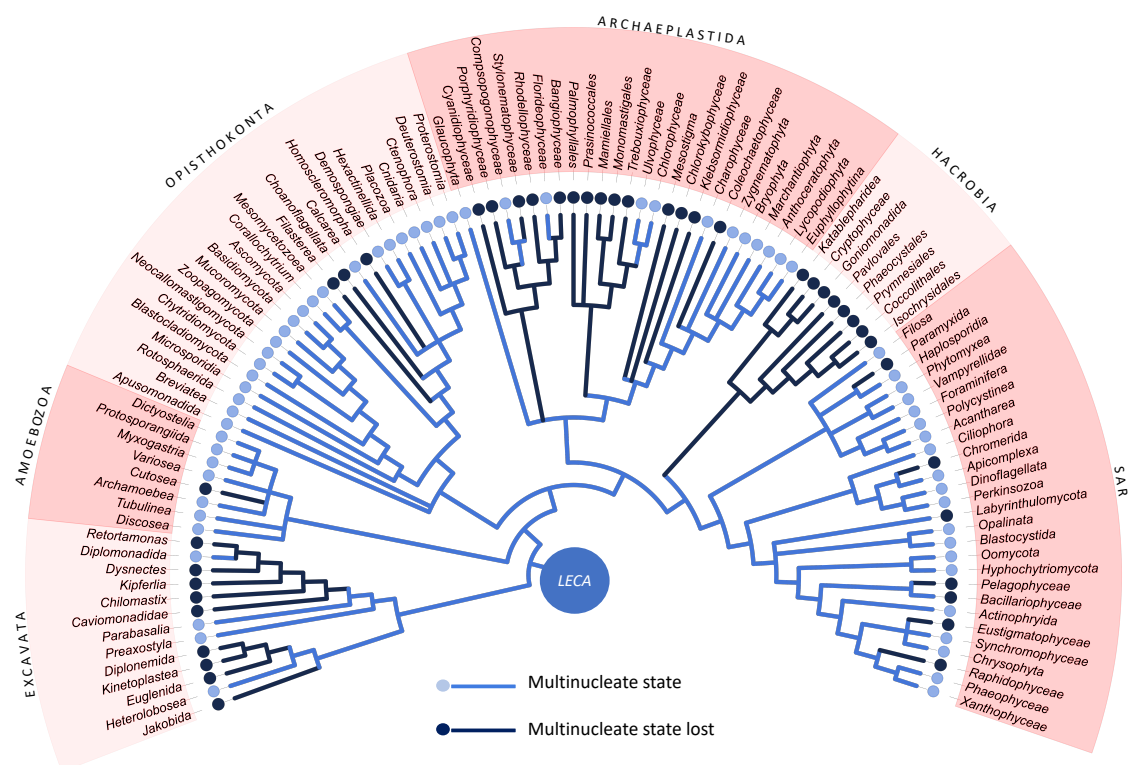 ARCHAEPLASTIDA
OPISTHOKONTA
HACROBIA
AMOEBOZOA
SAR
EXCAVATA
Jakobida
Heterolobosea
Euglenida
Kinetoplastea
Diplonemida
Preaxostyla
Parabasalia
Caviomonadidae
Chilomastix
Kipferlia
Dysnectes
Diplomonadida
Retortamonas
Discosea
Tubulinea
Archamoebea
Cutosea
Variosea
Myxogastria
Protosporangiida
Dictyostelia
Apusomonadida
Breviatea
Rotosphaerida
Microsporidia
Blastocladiomycota
Chytridiomycota
Neocallomastigomycota
Zoopagomycota
Mucoromycota
Basidiomycota
Ascomycota
Corallochytrium
Mesomycetozoea
Filasterea
Choanoflagellata
Calcarea
Homoscleromorpha
Demospongiae
Hexactinellida
Placozoa
Cnidaria
Ctenophora
Deuterostomia
Proterostomia
Glaucophyta
Cyanidiophyceae
Porphyridiophyceae
Compsopogonophyceae
Stylonematophyceae
Rhodellophyceae
Florideophyceae
Bangiophyceae
Palmophyllales
Prasinococcales
Mamiellales
Monomastigales
Trebouxiophyceae
Ulvophyceae
Chlorophyceae
Mesostigma
Chlorokybophyceae
Klebsormidiophyceae
Charophyceae
Coleochaetophyceae
Zygnematophyta
Bryophyta
Marchantiophyta
Anthoceratophyta
Lycopodiophyta
Euphyllophytina
Katablepharidea
Cryptophyceae
Goniomonadida
Pavlovales
Phaeocystales
Prymnesiales
Coccolithales
Isochrysidales
Filosa
Paramyxida
Haplosporidia
Phytomyxea
Vampyrellidae
Foraminifera
Polycystinea
Acantharea
Ciliophora
Chromerida
Apicomplexa
Dinoflagellata
Perkinsozoa
Labyrinthulomycota
Opalinata
Blastocystida
Oomycota
Hyphochytriomycota
Pelagophyceae
Bacillariophyceae
Actinophryida
Eustigmatophyceae
Synchromophyceae
Chrysophyta
Raphidophyceae
Phaeophyceae
Xanthophyceae
LECA
Multinucleate state
Multinucleate state lost